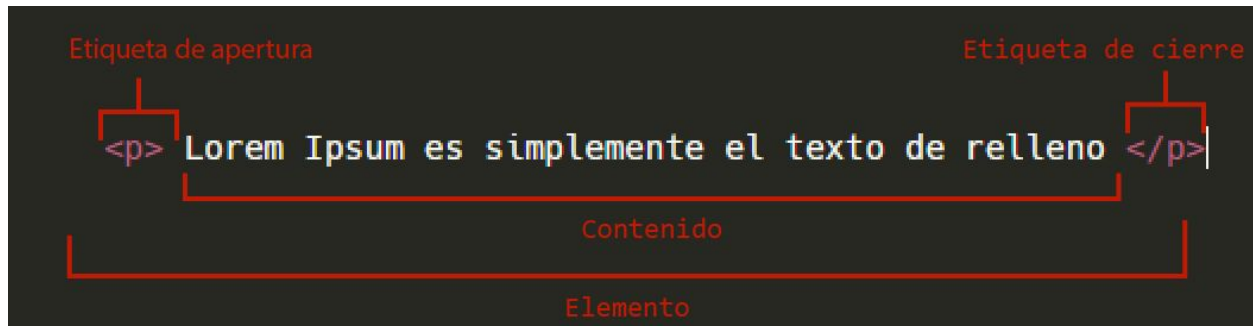 Etiqueta de apertura Etiqueta de cierre
<p> Lorem Ipsum es simplemente el texto de relleno </p>
Contenido
Elemento